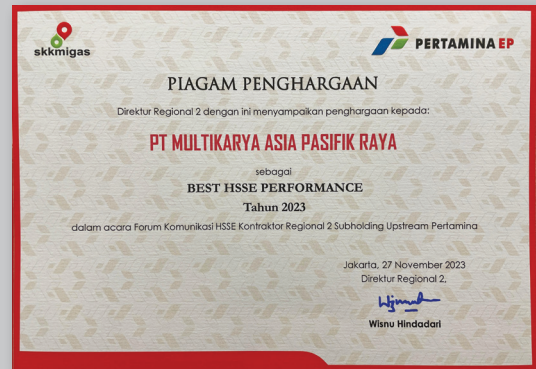 skkmigas
PERTAMINA EP
PIAGAM PENGHARGAAN
Direktur Regional 2 dengan ini menyampaikan penghargaan kepada:
PT MULTIKARYA ASIA PASIFIK RAYA
sebagai
BEST HSSE PERFORMANCE
Tahun 2023
dalam acara Forum Komunikasi HSSE Kontraktor Regional 2 Subholding Upstream Pertamina
Jakarta, 27 November 2023
Direktur Regional 2,
Wisnu Hindadari